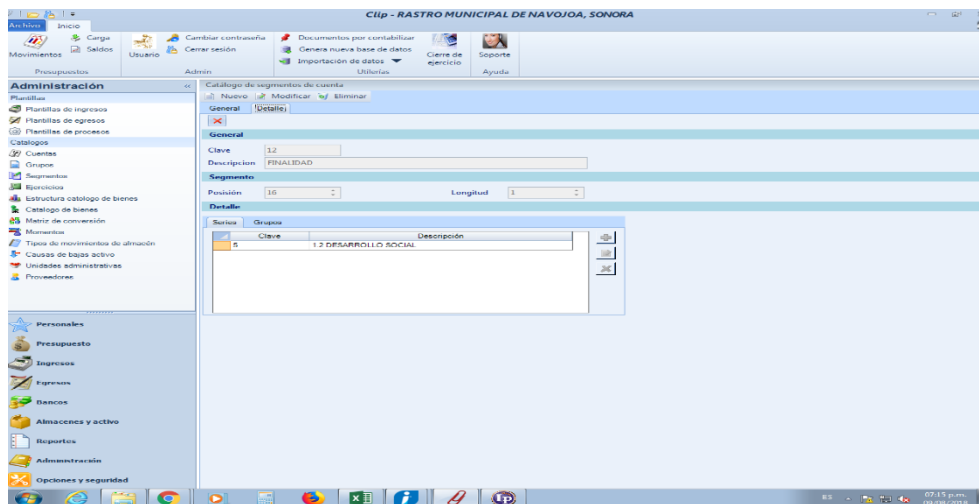 Clip - RASTRO MUNICIPAL DE NAVOJOA, SONORA
Archivo Inicio
Movimientos
Carga
Saldos
Usuario
Cambiar contraseña
Cerrar sesión
Documentos por contabilizar
Genera nueva base de datos
Importación de datos
Cierre de ejercicio
Soporte
Presupuestos Admin Utilerías Ayuda
Administración
Plantillas
Plantillas de ingresos
Plantillas de egresos
Plantillas de procesos
Catalogos
Cuentas
Grupos
Segmentos
Ejercicios
Estructura catologo de bienes
Catalogo de bienes
Matriz de conversión
Momentos
Tipos de movimientos de almacén
Causas de bajas activo
Unidades administrativas
Proveedores
Personales
Presupuesto
Ingresos
Egresos
Bancos
Almacenes y activo
Reportes
Administración
Opciones y seguridad
Catálogo de segmentos de cuenta
Nuevo Modificar Eliminar
General Detalle
General
Clave 12
Descripcion FINALIDAD
Segmento
Posición 16 Longitud 1
Detalle
Series Grupos
Clave Descripción
5 1.2 DESARROLLO SOCIAL
ES
07:15 p.m.